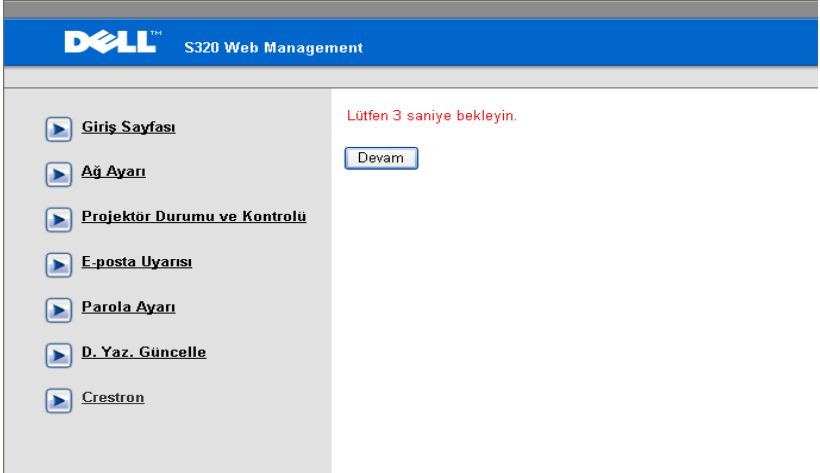 DELL™ S320 Web Management
Giriş Sayfası
Ağ Ayarı
Projektör Durumu ve Kontrolü
E-posta Uyarısı
Parola Ayarı
D. Yaz. Güncelle
Crestron
Lütfen 3 saniye bekleyin.
Devam